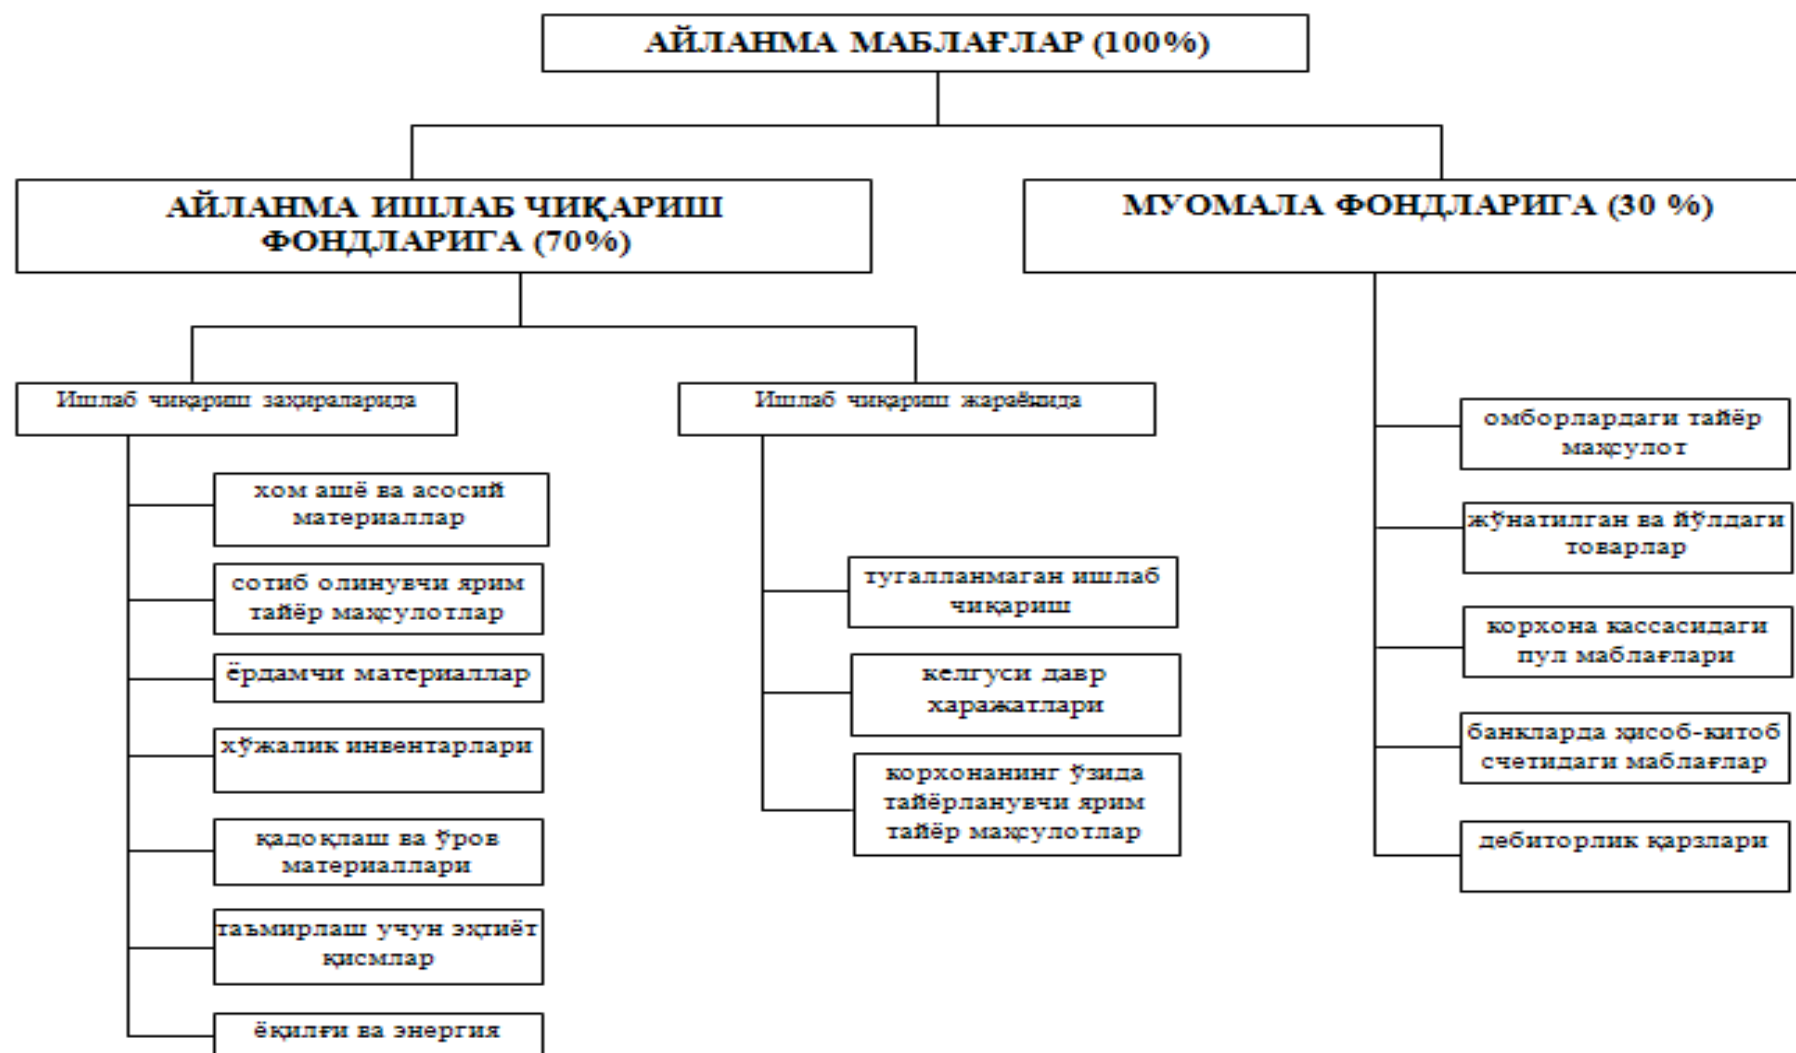 АЙЛАНМА МАБЛАҒЛАР (100%)
АЙЛАНМА ИШЛАБ ЧИҚАРИШ
ФОНДЛАРИГА (70%)
МУОМАЛА ФОНДЛАРИГА (30 %)
Ишлаб чиқариш заҳираларида
хом ашё ва асосий
материаллар
сотиб олинувчи ярим
тайёр маҳсулотлар
ёрдамчи материаллар
хўжалик инвентарлари
қадоқлаш ва ўров
материаллари
таъмирлаш учун эҳтиёт
қисмлар
ёқилғи ва энергия
Ишлаб чиқариш жараёнида
тугалланмаган ишлаб
чиқариш
келгуси давр
харажатлари
корхонанинг ўзида
тайёрланувчи ярим
тайёр маҳсулотлар
омборлардаги тайёр
маҳсулот
жўнатилган ва йўлдаги
товарлар
корхона кассасидаги
пул маблағлари
банкларда ҳисоб-китоб
счетидаги маблағлар
дебиторлик қарзлари